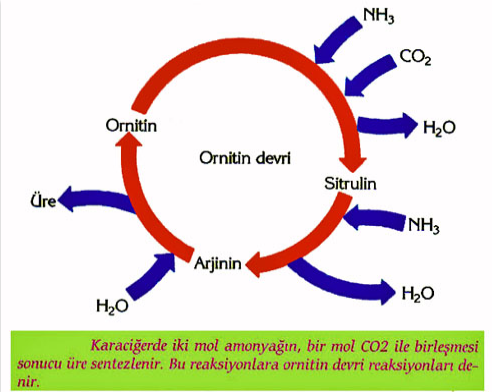 NH3
CO2
H2O
Ornitin
Ornitin devri
Sitrulin
Üre
NH3
Arjinin
H2O
H2O
Karaciğerde iki mol amonyağın, bir mol CO2 ile birleşmesi
sonucu üre sentezlenir. Bu reaksiyonlara ornitin devri reaksiyonları de-
nir.